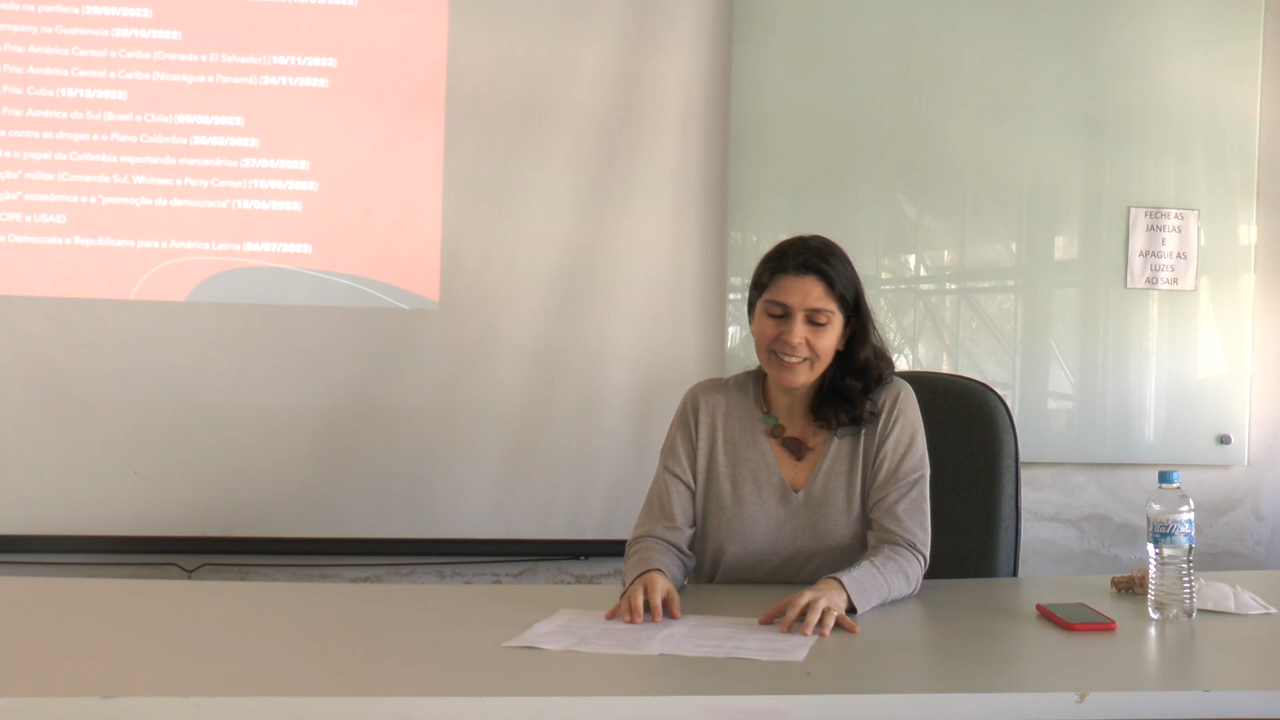 ada na periferia (29/09/2022)
ompany na Guatemala (20/10/2022)
Fria: América Central e Caribe (Granada e El Salvador) (10/11/2022)
Fria: América Central e Caribe (Nicarágua e Panamá) (24/11/2022)
Fria: Cuba (15/12/2022)
Fria: América do Sul (Brasil e Chile) (09/03/2023)
contra as drogas e o Plano Colômbia (30/03/2023)
e o papel da Colômbia exportando mercenários (27/04/2023)
ção" militar (Comando Sul, Whinsec e Perry Center) (18/05/2023)
ção" econômica e a "promoção da democracia" (15/06/2023)
CIPE e USAID
s Democrata e Republicano para a América Latina (06/07/2023)
FECHE AS
JANELAS
E
APAGUE AS
LUZES
AO SAIR